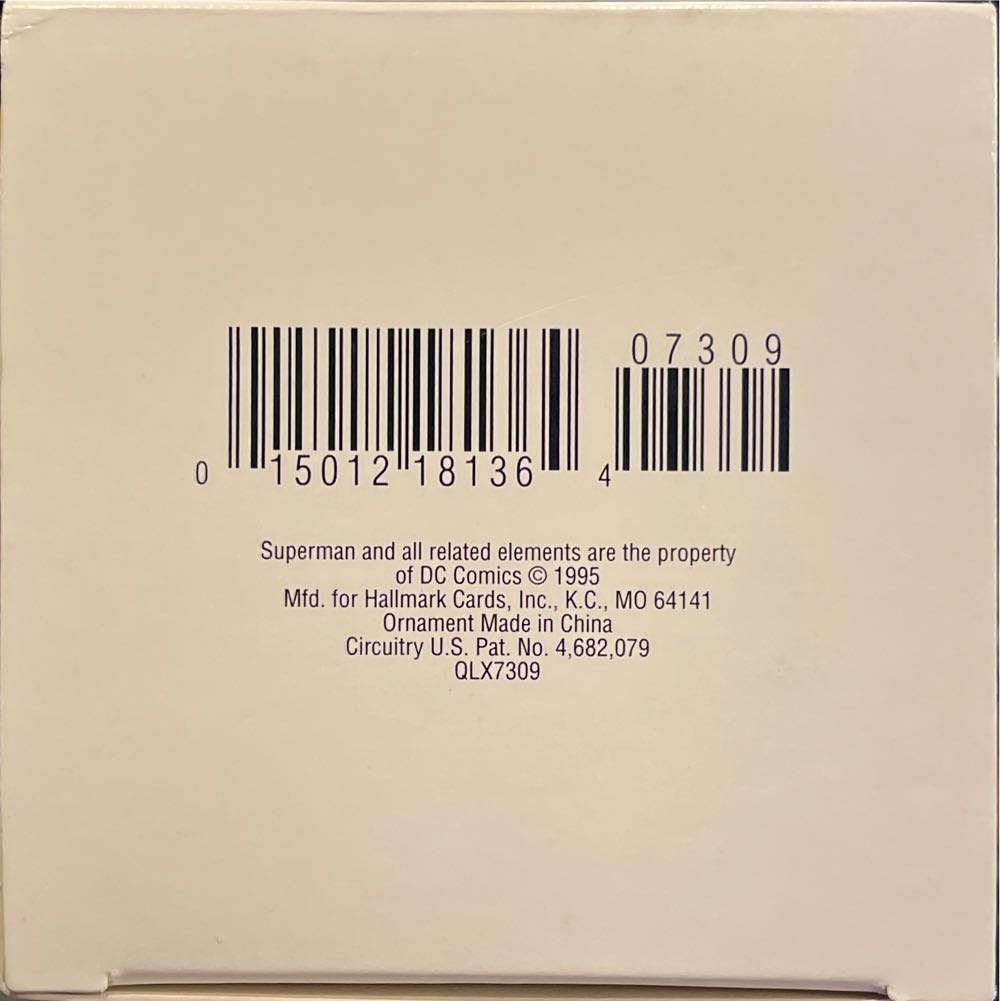 07309
0 15012 18136 4
Superman and all related elements are the property
of DC Comics © 1995
Mfd. for Hallmark Cards, Inc., K.C., MO 64141
Ornament Made in China
Circuitry U.S. Pat. No. 4,682,079
QLX7309